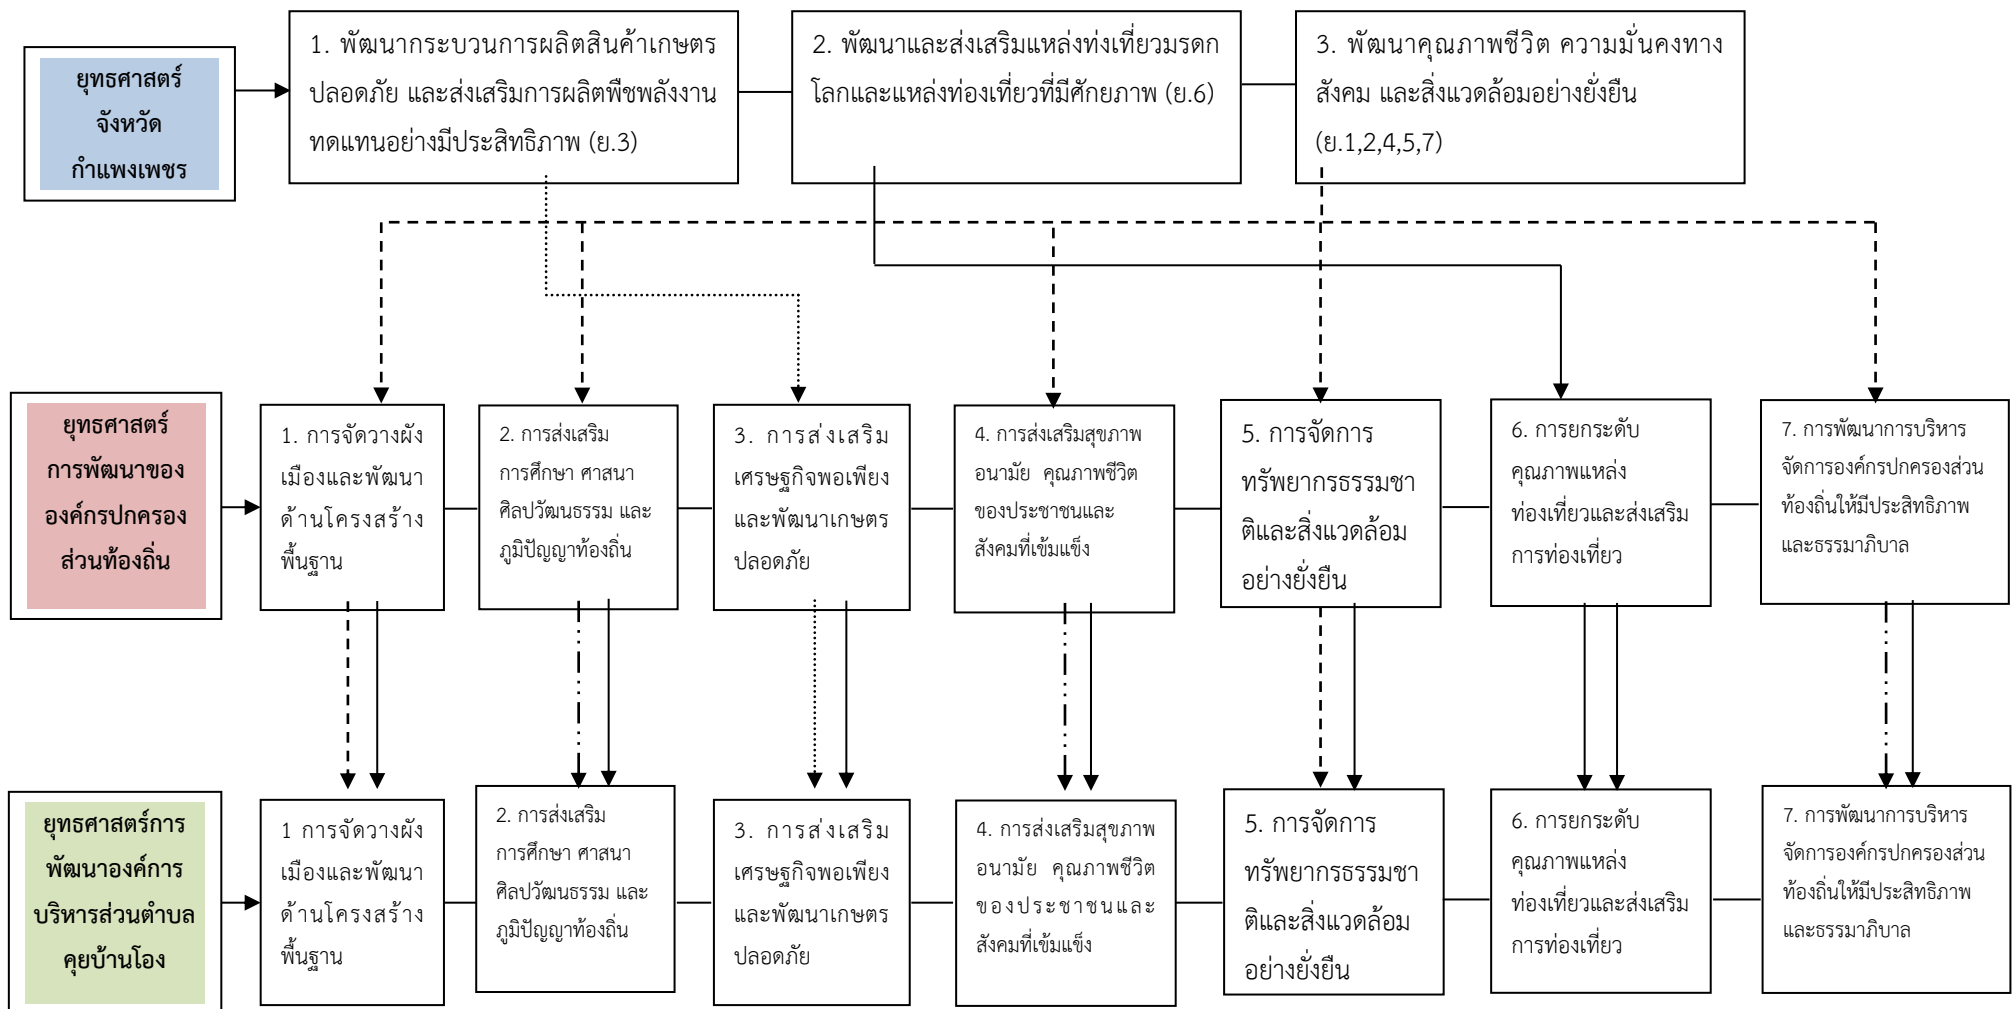 ยุทธศาสตร์
จังหวัด
กำแพงเพชร
1. พัฒนากระบวนการผลิตสินค้าเกษตร
ปลอดภัย และส่งเสริมการผลิตพืชพลังงาน
ทดแทนอย่างมีประสิทธิภาพ (ย.3)
2. พัฒนาและส่งเสริมแหล่งท่งเที่ยวมรดก
โลกและแหล่งท่องเที่ยวที่มีศักยภาพ (ย.6)
3. พัฒนาคุณภาพชีวิต ความมั่นคงทาง
สังคม และสิ่งแวดล้อมอย่างยั่งยืน
(ย.1,2,4,5,7)
ยุทธศาสตร์
การพัฒนาของ
องค์กรปกครอง
ส่วนท้องถิ่น
1. การจัดวางผัง
เมืองและพัฒนา
ด้านโครงสร้าง
พื้นฐาน
2. การส่งเสริม
การศึกษา ศาสนา
ศิลปวัฒนธรรม และ
ภูมิปัญญาท้องถิ่น
3. การส่งเสริม
เศรษฐกิจพอเพียง
และพัฒนาเกษตร
ปลอดภัย
4. การส่งเสริมสุขภาพ
อนามัย คุณภาพชีวิต
ของประชาชนและ
สังคมที่เข้มแข็ง
5. การจัดการ
ทรัพยากรธรรมชา
ติและสิ่งแวดล้อม
อย่างยั่งยืน
6. การยกระดับ
คุณภาพแหล่ง
ท่องเที่ยวและส่งเสริม
การท่องเที่ยว
7. การพัฒนาการบริหาร
จัดการองค์กรปกครองส่วน
ท้องถิ่นให้มีประสิทธิภาพ
และธรรมาภิบาล
ยุทธศาสตร์การ
พัฒนาองค์การ
บริหารส่วนตำบล
คุยบ้านโอง
1 การจัดวางผัง
เมืองและพัฒนา
ด้านโครงสร้าง
พื้นฐาน
2. การส่งเสริม
การศึกษา ศาสนา
ศิลปวัฒนธรรม และ
ภูมิปัญญาท้องถิ่น
3. การส่งเสริม
เศรษฐกิจพอเพียง
และพัฒนาเกษตร
ปลอดภัย
4. การส่งเสริมสุขภาพ
อนามัย คุณภาพชีวิต
ของประชาชนและ
สังคมที่เข้มแข็ง
5. การจัดการ
ทรัพยากรธรรมชา
ติและสิ่งแวดล้อม
อย่างยั่งยืน
6. การยกระดับ
คุณภาพแหล่ง
ท่องเที่ยวและส่งเสริม
การท่องเที่ยว
7. การพัฒนาการบริหาร
จัดการองค์กรปกครองส่วน
ท้องถิ่นให้มีประสิทธิภาพ
และธรรมาภิบาล